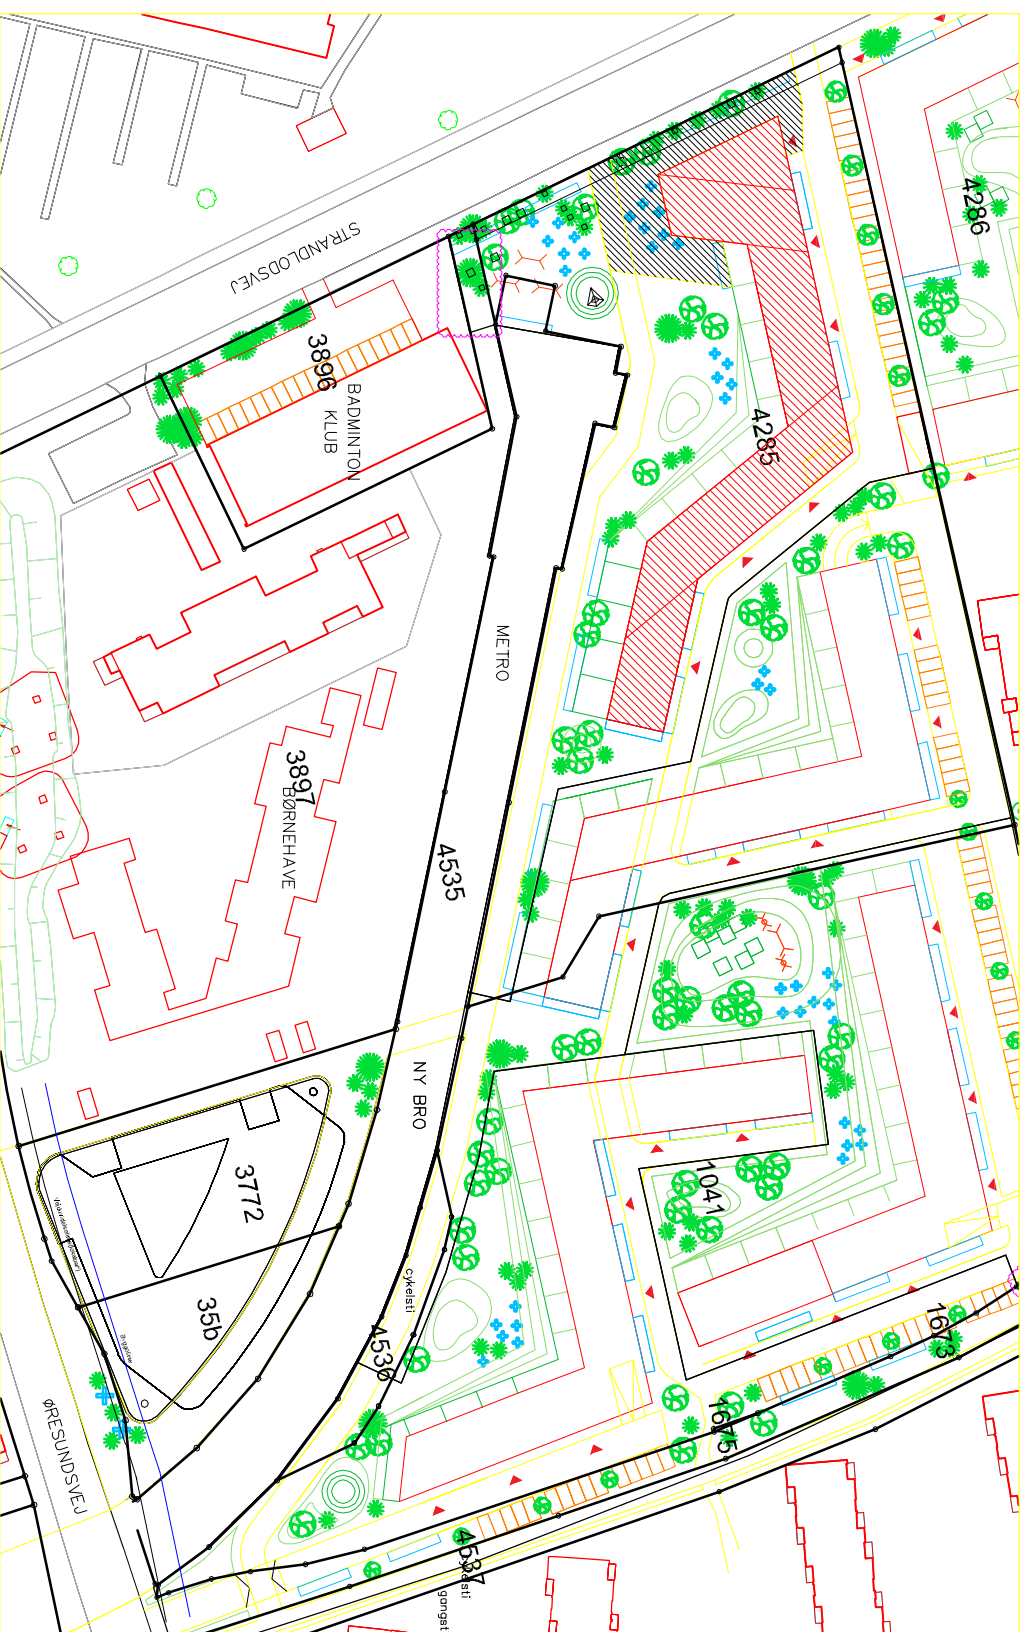 4286
STRANDLODSVEJ
3896
BADMINTON
KLUB
4285
METRO
3897
BØRNEHAVE
4535
NY BRO
3772
1041
35b
cykelsti
4536
1673
1675
ØRESUNDSVEJ
4537
cykelsti
gangst